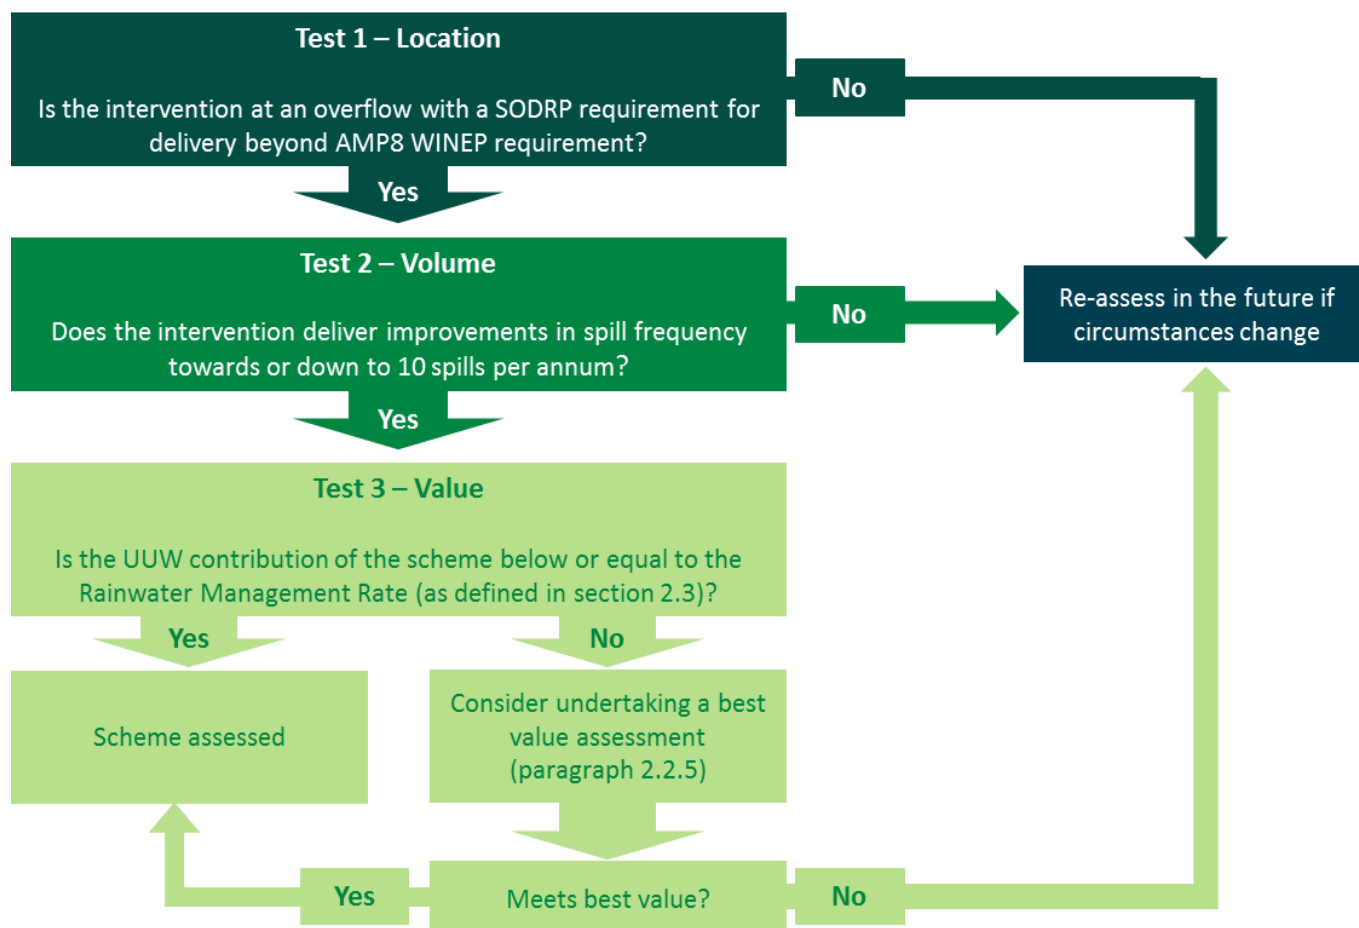 Test 1 – Location
Is the intervention at an overflow with a SODRP requirement for
delivery beyond AMP8 WINEP requirement?
No
Yes
Test 2 – Volume
Does the intervention deliver improvements in spill frequency
towards or down to 10 spills per annum?
No
Re-assess in the future if
circumstances change
Yes
Test 3 – Value
Is the UUW contribution of the scheme below or equal to the
Rainwater Management Rate (as defined in section 2.3)?
Yes
No
Scheme assessed
Consider undertaking a best
value assessment
(paragraph 2.2.5)
Yes
Meets best value?
No